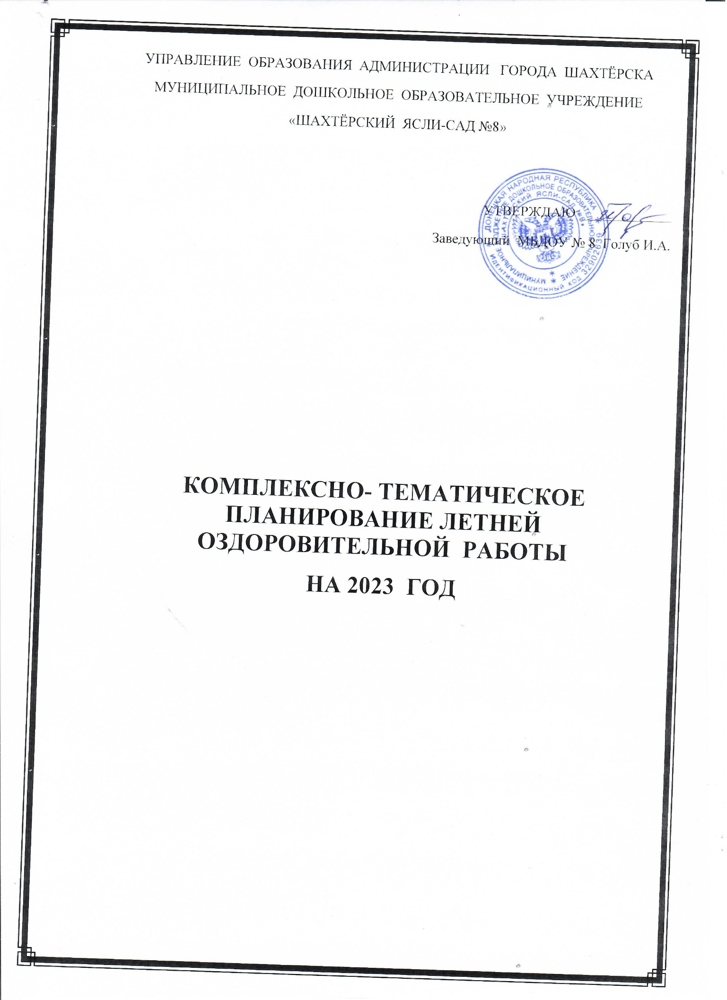 УПРАВЛЕНИЕ ОБРАЗОВАНИЯ АДМИНИСТРАЦИИ ГОРОДА ШАХТЁРСКА
МУНИЦИПАЛЬНОЕ ДОШКОЛЬНОЕ ОБРАЗОВАТЕЛЬНОЕ УЧРЕЖДЕНИЕ
«ШАХТЁРСКИЙ ЯСЛИ-САД №8»
УТВЕРЖДАЮ
Заведующий МБДОУ № 8 Голуб И.А.
ДОНЕЦКАЯ НАРОДНАЯ РЕСПУБЛИКА
ИДЕНТИФИКАЦИОННЫЙ КОД 32902639
МУНИЦИПАЛЬНОЕ БЮДЖЕТНОЕ ДОШКОЛЬНОЕ ОБРАЗОВАТЕЛЬНОЕ УЧРЕЖДЕНИЕ
«ШАХТЁРСКИЙ ЯСЛИ-САД №8»
КОМПЛЕКСНО- ТЕМАТИЧЕСКОЕ
ПЛАНИРОВАНИЕ ЛЕТНЕЙ
ОЗДОРОВИТЕЛЬНОЙ РАБОТЫ
НА 2023 ГОД